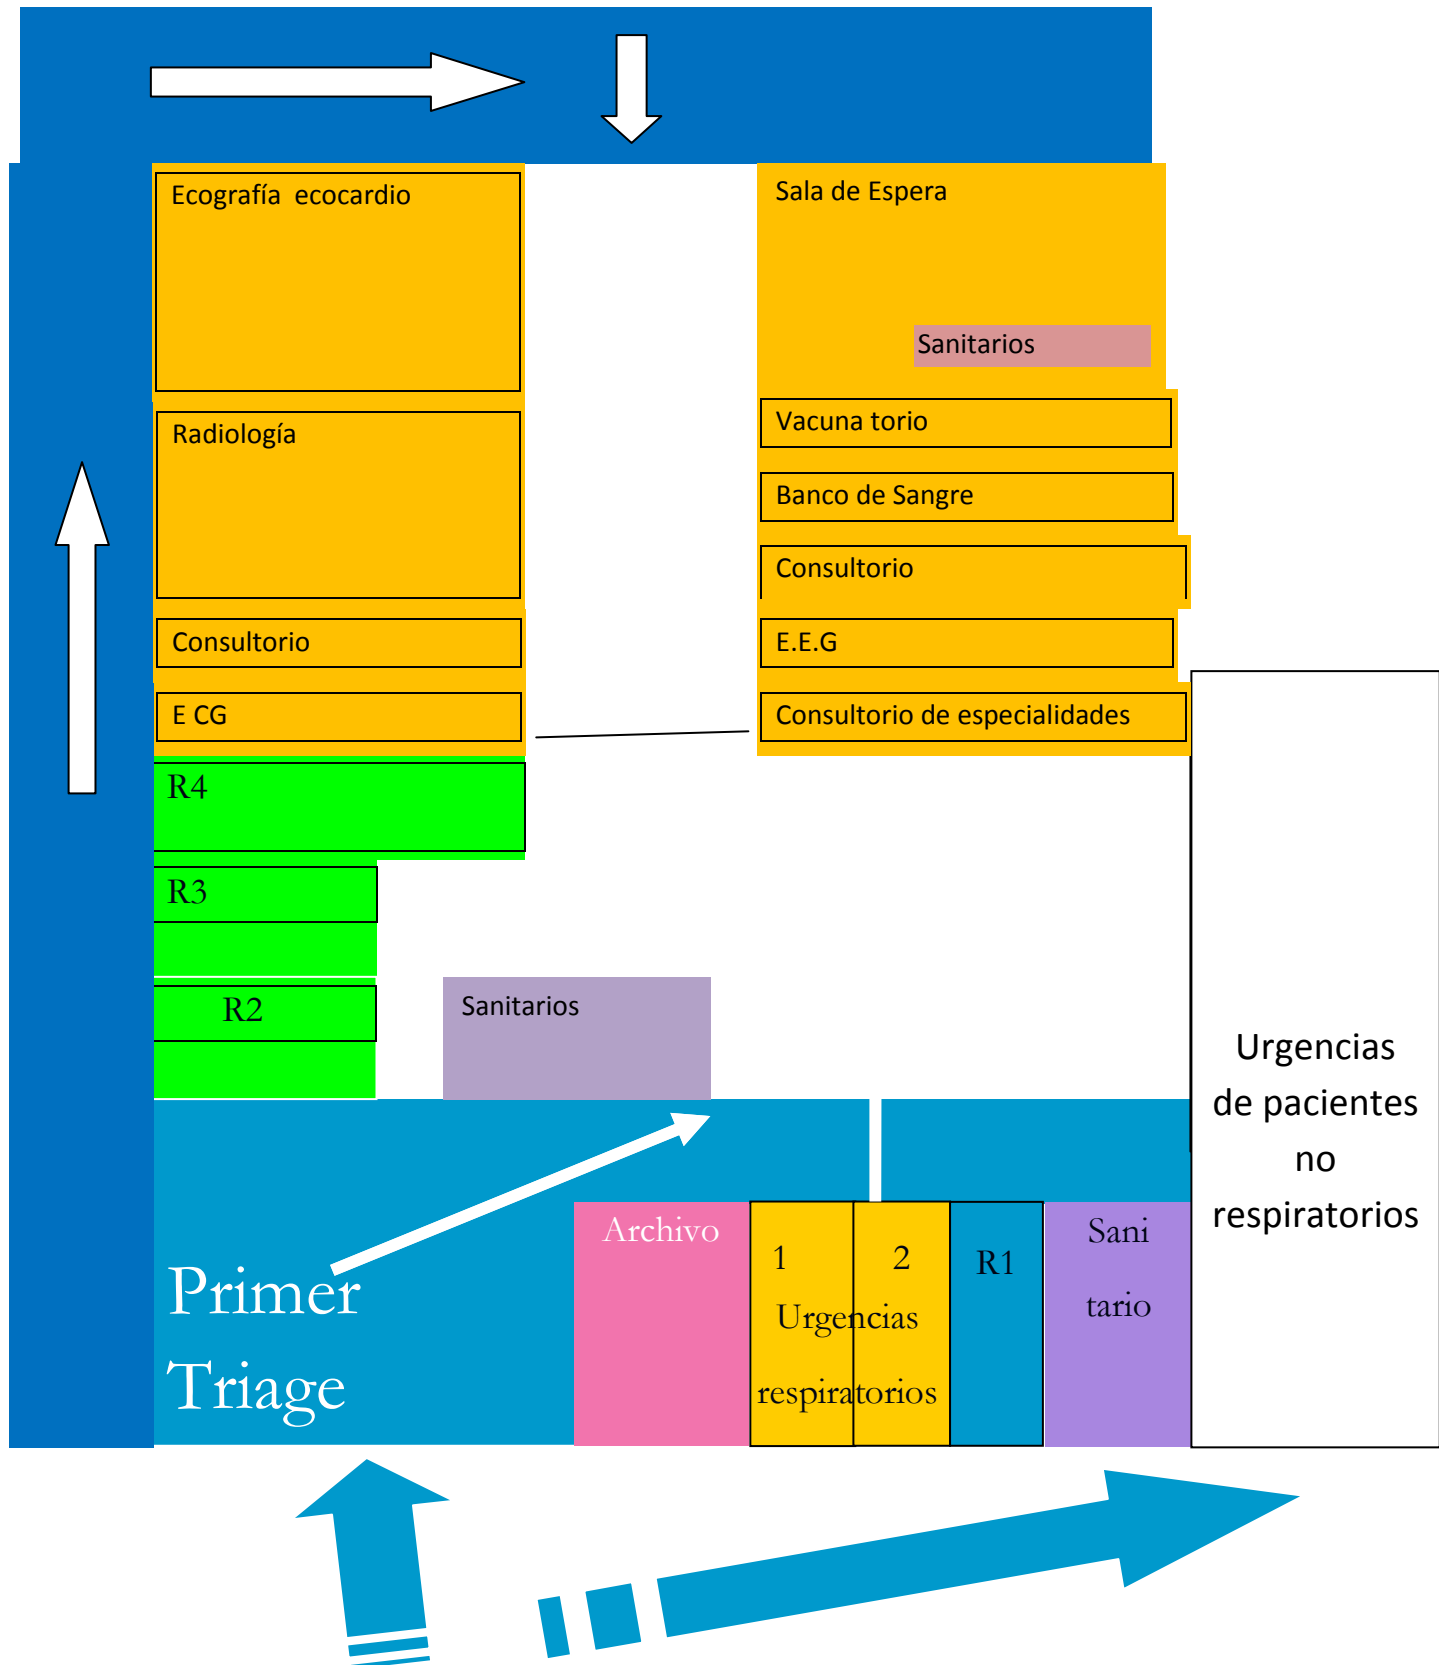 Ecografía  ecocardio
Sala de Espera
Sanitarios
Radiología
Vacuna torio
Banco de Sangre
Consultorio
Consultorio
E.E.G
E CG
Consultorio de especialidades
R4
R3
R2
Sanitarios
Urgencias
de pacientes
no
respiratorios
Primer
Triage
Archivo
1
2
Urgencias
respiratorios
R1
Sani
tario